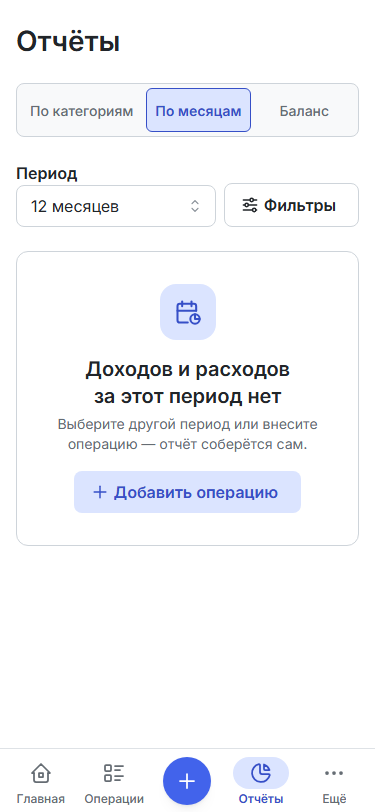 Отчёты
По категориям
По месяцам
Баланс
Период
12 месяцев
Фильтры
Доходов и расходов
за этот период нет
Выберите другой период или внесите
операцию — отчёт соберётся сам.
Добавить операцию
Главная
Операции
Отчёты
Ещё